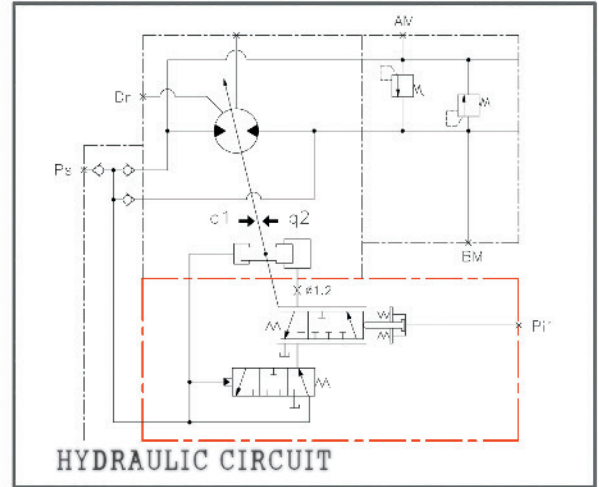 AM
Dr
Ps
q1 q2
BM
ø1.2
Pi1
HYDRAULIC CIRCUIT